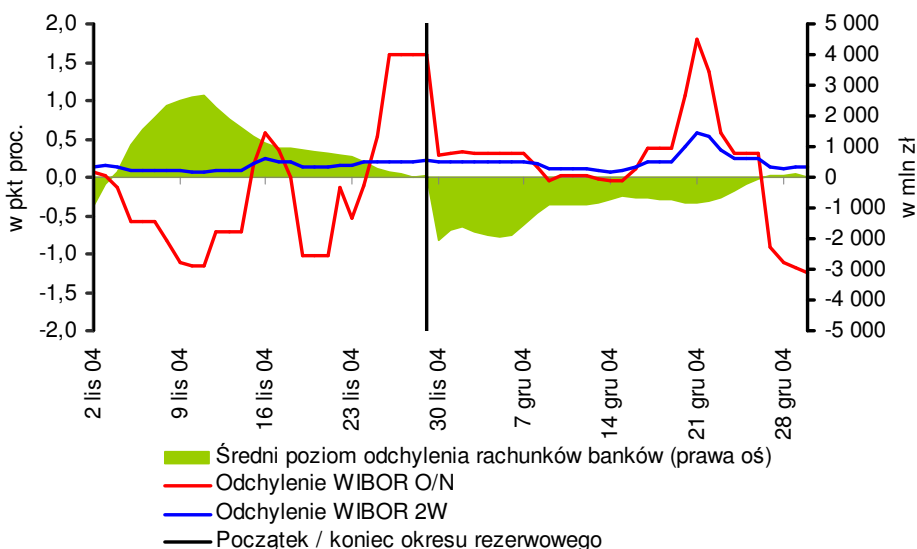 w pkt proc.
2,0
1,5
1,0
0,5
0,0
-0,5
-1,0
-1,5
-2,0
5 000
4 000
3 000
2 000
1 000
0
-1 000
-2 000
-3 000
-4 000
-5 000
w mln zł
2 lis 04
9 lis 04
16 lis 04
23 lis 04
30 lis 04
7 gru 04
14 gru 04
21 gru 04
28 gru 04
Średni poziom odchylenia rachunków banków (prawa oś)
Odchylenie WIBOR O/N
Odchylenie WIBOR 2W
Początek / koniec okresu rezerwowego